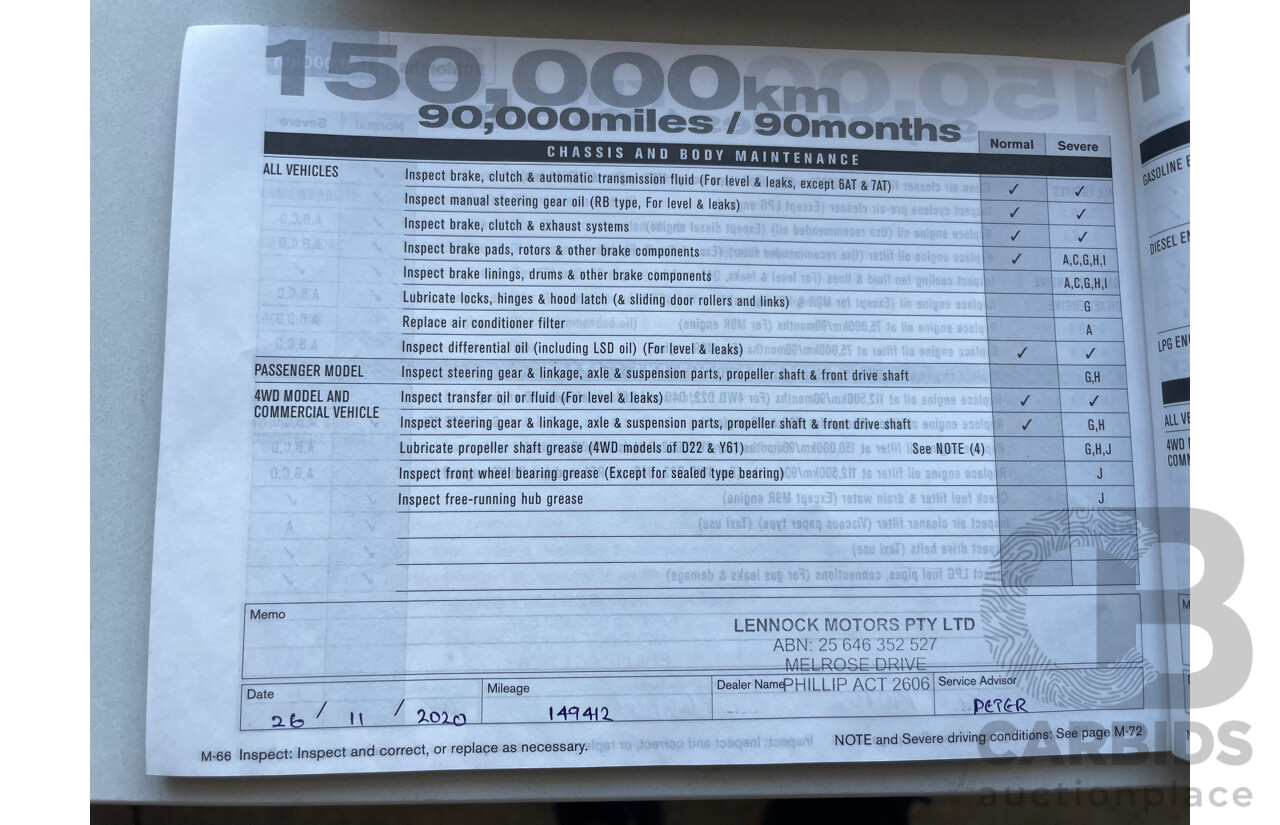 150,000km
90,000miles / 90months
Normal Severe
CHASSIS AND BODY MAINTENANCE
ALL VEHICLES Inspect brake, clutch & automatic transmission fluid (For level & leaks, except 6AT & 7AT) ✓ ✓
Inspect manual steering gear oil (RB type, For level & leaks) ✓ ✓
Inspect brake, clutch & exhaust systems ✓ ✓
Inspect brake pads, rotors & other brake components ✓ A,C,G,H,I
Inspect brake linings, drums & other brake components A,C,G,H,I
Lubricate locks, hinges & hood latch (& sliding door rollers and links) G
Replace air conditioner filter A
Inspect differential oil (including LSD oil) (For level & leaks) ✓ ✓
PASSENGER MODEL Inspect steering gear & linkage, axle & suspension parts, propeller shaft & front drive shaft G,H
4WD MODEL AND Inspect transfer oil or fluid (For level & leaks) ✓ ✓
COMMERCIAL VEHICLE Inspect steering gear & linkage, axle & suspension parts, propeller shaft & front drive shaft ✓ G,H
Lubricate propeller shaft grease (4WD models of D22 & Y61) See NOTE (4) G,H,J
Inspect front wheel bearing grease (Except for sealed type bearing) J
Inspect free-running hub grease J
Memo
LENNOCK MOTORS PTY LTD
ABN: 25 646 352 527
MELROSE DRIVE
PHILLIP ACT 2606
Date Mileage Dealer Name Service Advisor
26 / 11 / 2020 149412 PETER
M-66 Inspect: Inspect and correct, or replace as necessary. NOTE and Severe driving conditions: See page M-72
GASOLINE E
DIESEL EN
LPG EN
ALL VE
4WD
COMM
CARBIDS
auctionplace